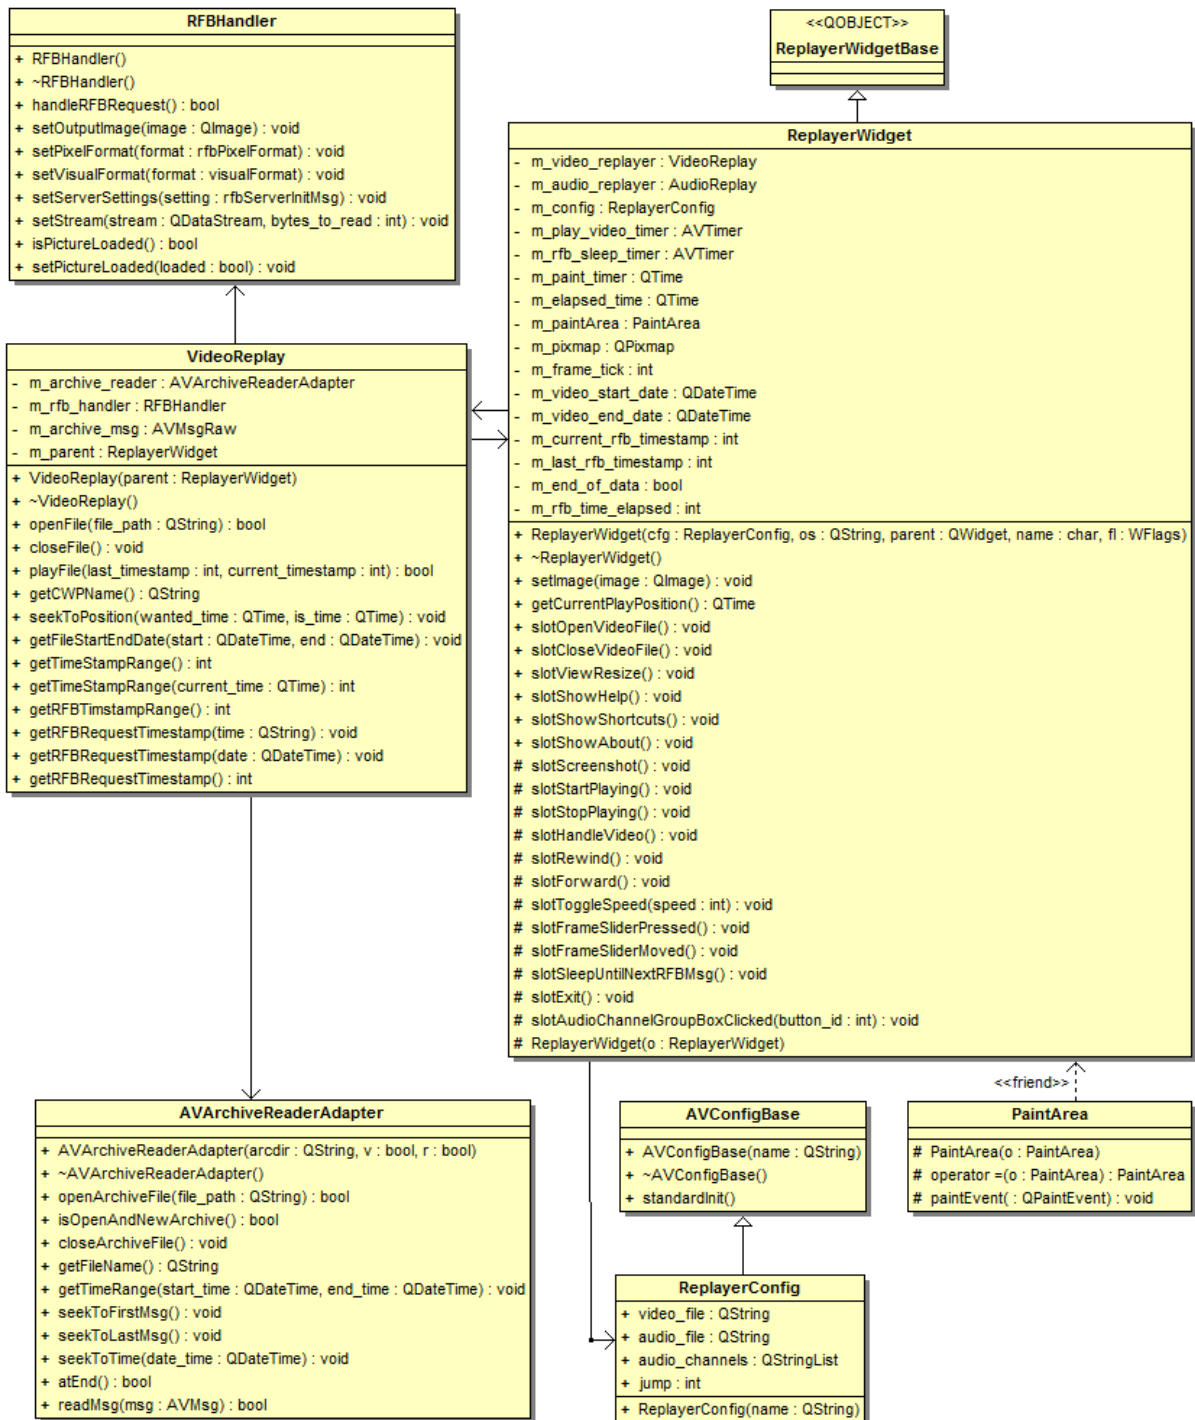 RFBHandler
+ RFBHandler()
+ ~RFBHandler()
+ handleRFBRequest() : bool
+ setOutputImage(image : QImage) : void
+ setPixelFormat(format : rfbPixelFormat) : void
+ setVisualFormat(format : visualFormat) : void
+ setServerSettings(setting : rfbServerInitMsg) : void
+ setStream(stream : QDataStream, bytes_to_read : int) : void
+ isPictureLoaded() : bool
+ setPictureLoaded(loaded : bool) : void
<<QOBJECT>>
ReplayerWidgetBase
ReplayerWidget
- m_video_replayer : VideoReplay
- m_audio_replayer : AudioReplay
- m_config : ReplayerConfig
- m_play_video_timer : AVTimer
- m_rfb_sleep_timer : AVTimer
- m_paint_timer : QTime
- m_elapsed_time : QTime
- m_paintArea : PaintArea
- m_pixmap : QPixmap
- m_frame_tick : int
- m_video_start_date : QDateTime
- m_video_end_date : QDateTime
- m_current_rfb_timestamp : int
- m_last_rfb_timestamp : int
- m_end_of_data : bool
- m_rfb_time_elapsed : int
+ ReplayerWidget(cfg : ReplayerConfig, os : QString, parent : QWidget, name : char, fl : WFlags)
+ ~ReplayerWidget()
+ setImage(image : QImage) : void
+ getCurrentPlayPosition() : QTime
+ slotOpenVideoFile() : void
+ slotCloseVideoFile() : void
+ slotViewResize() : void
+ slotShowHelp() : void
+ slotShowShortcuts() : void
+ slotShowAbout() : void
# slotScreenshot() : void
# slotStartPlaying() : void
# slotStopPlaying() : void
# slotHandleVideo() : void
# slotRewind() : void
# slotForward() : void
# slotToggleSpeed(speed : int) : void
# slotFrameSliderPressed() : void
# slotFrameSliderMoved() : void
# slotSleepUntilNextRFBMsg() : void
# slotExit() : void
# slotAudioChannelGroupBoxClicked(button_id : int) : void
# ReplayerWidget(o : ReplayerWidget)
VideoReplay
- m_archive_reader : AVArchiveReaderAdapter
- m_rfb_handler : RFBHandler
- m_archive_msg : AVMsgRaw
- m_parent : ReplayerWidget
+ VideoReplay(parent : ReplayerWidget)
+ ~VideoReplay()
+ openFile(file_path : QString) : bool
+ closeFile() : void
+ playFile(last_timestamp : int, current_timestamp : int) : bool
+ getCWPName() : QString
+ seekToPosition(wanted_time : QTime, is_time : QTime) : void
+ getFileStartEndDate(start : QDateTime, end : QDateTime) : void
+ getTimeStampRange() : int
+ getTimeStampRange(current_time : QTime) : int
+ getRFBTimstampRange() : int
+ getRFBRequestTimestamp(time : QString) : void
+ getRFBRequestTimestamp(date : QDateTime) : void
+ getRFBRequestTimestamp() : int
<<friend>>
AVArchiveReaderAdapter
+ AVArchiveReaderAdapter(arcdir : QString, v : bool, r : bool)
+ ~AVArchiveReaderAdapter()
+ openArchiveFile(file_path : QString) : bool
+ isOpenAndNewArchive() : bool
+ closeArchiveFile() : void
+ getFileName() : QString
+ getTimeRange(start_time : QDateTime, end_time : QDateTime) : void
+ seekToFirstMsg() : void
+ seekToLastMsg() : void
+ seekToTime(date_time : QDateTime) : void
+ atEnd() : bool
+ readMsg(msg : AVMsg) : bool
AVConfigBase
+ AVConfigBase(name : QString)
+ ~AVConfigBase()
+ standardInit()
PaintArea
# PaintArea(o : PaintArea)
# operator =(o : PaintArea) : PaintArea
# paintEvent( : QPaintEvent) : void
ReplayerConfig
+ video_file : QString
+ audio_file : QString
+ audio_channels : QStringList
+ jump : int
+ ReplayerConfig(name : QString)